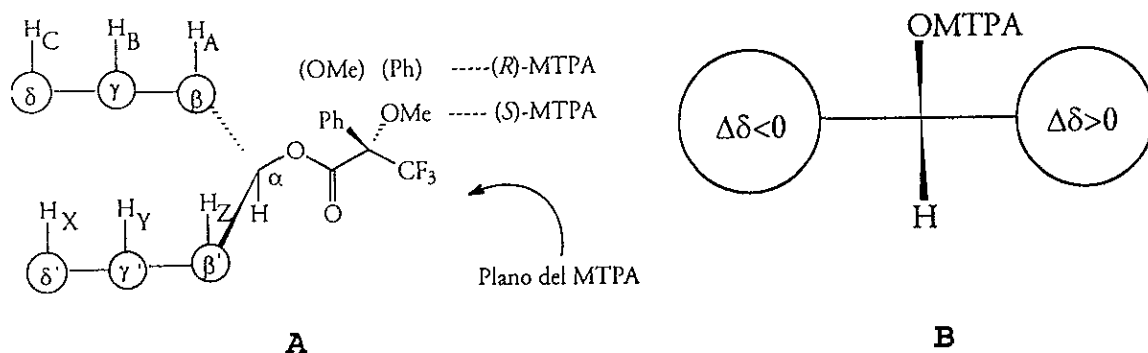 H_C H_B H_A
δ γ β
(OMe) (Ph) -----(R)-MTPA
Ph OMe ---- (S)-MTPA
O
α CF₃
H O
H_X H_Y H_Z
δ' γ' β'
Plano del MTPA
A
OMTPA
Δδ<0 Δδ>0
H
B